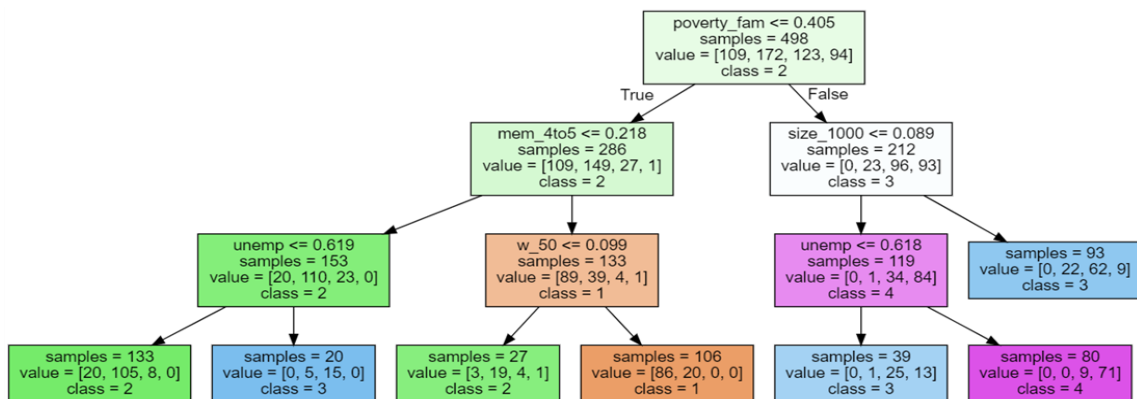 poverty_fam <= 0.405
samples = 498
value = [109, 172, 123, 94]
class = 2
True
False
mem_4to5 <= 0.218
samples = 286
value = [109, 149, 27, 1]
class = 2
size_1000 <= 0.089
samples = 212
value = [0, 23, 96, 93]
class = 3
unemp <= 0.619
samples = 153
value = [20, 110, 23, 0]
class = 2
w_50 <= 0.099
samples = 133
value = [89, 39, 4, 1]
class = 1
unemp <= 0.618
samples = 119
value = [0, 1, 34, 84]
class = 4
samples = 93
value = [0, 22, 62, 9]
class = 3
samples = 133
value = [20, 105, 8, 0]
class = 2
samples = 20
value = [0, 5, 15, 0]
class = 3
samples = 27
value = [3, 19, 4, 1]
class = 2
samples = 106
value = [86, 20, 0, 0]
class = 1
samples = 39
value = [0, 1, 25, 13]
class = 3
samples = 80
value = [0, 0, 9, 71]
class = 4